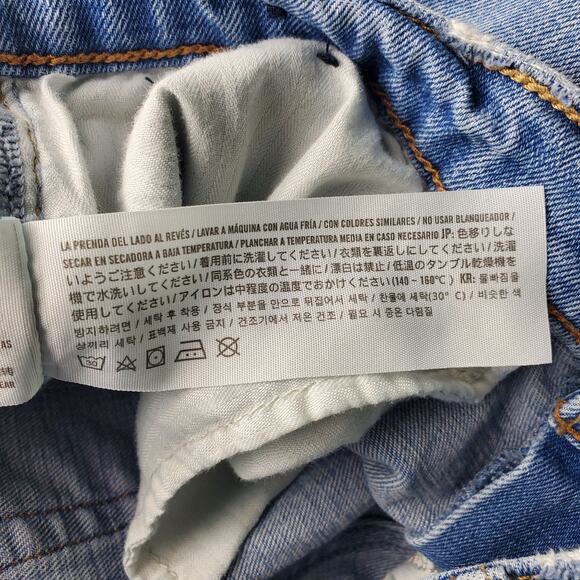 LA PRENDA DEL LADO AL REVÉS / LAVAR A MÁQUINA CON AGUA FRÍA / CON COLORES SIMILARES / NO USAR BLANQUEADOR /
SECAR EN SECADORA A BAJA TEMPERATURA / PLANCHAR A TEMPERATURA MEDIA EN CASO NECESARIO JP: 色移りしな
いようご注意ください / 着用前に洗濯してください / 衣類を裏返しにしてください / 洗濯
機で水洗いしてください / 同系色の衣類と一緒に / 漂白は禁止 / 低温のタンブル乾燥機を
使用してください / アイロンは中程度の温度でおかけください (140 - 160℃) KR: 물빠짐을
방지하려면 / 세탁 후 착용 / 장식 부분을 안으로 뒤집어서 세탁 / 찬물에 세탁(30° C) / 비슷한 색
상끼리 세탁 / 표백제 사용 금지 / 건조기에서 저온 건조 / 필요 시 중온 다림질
30
AS
EAR